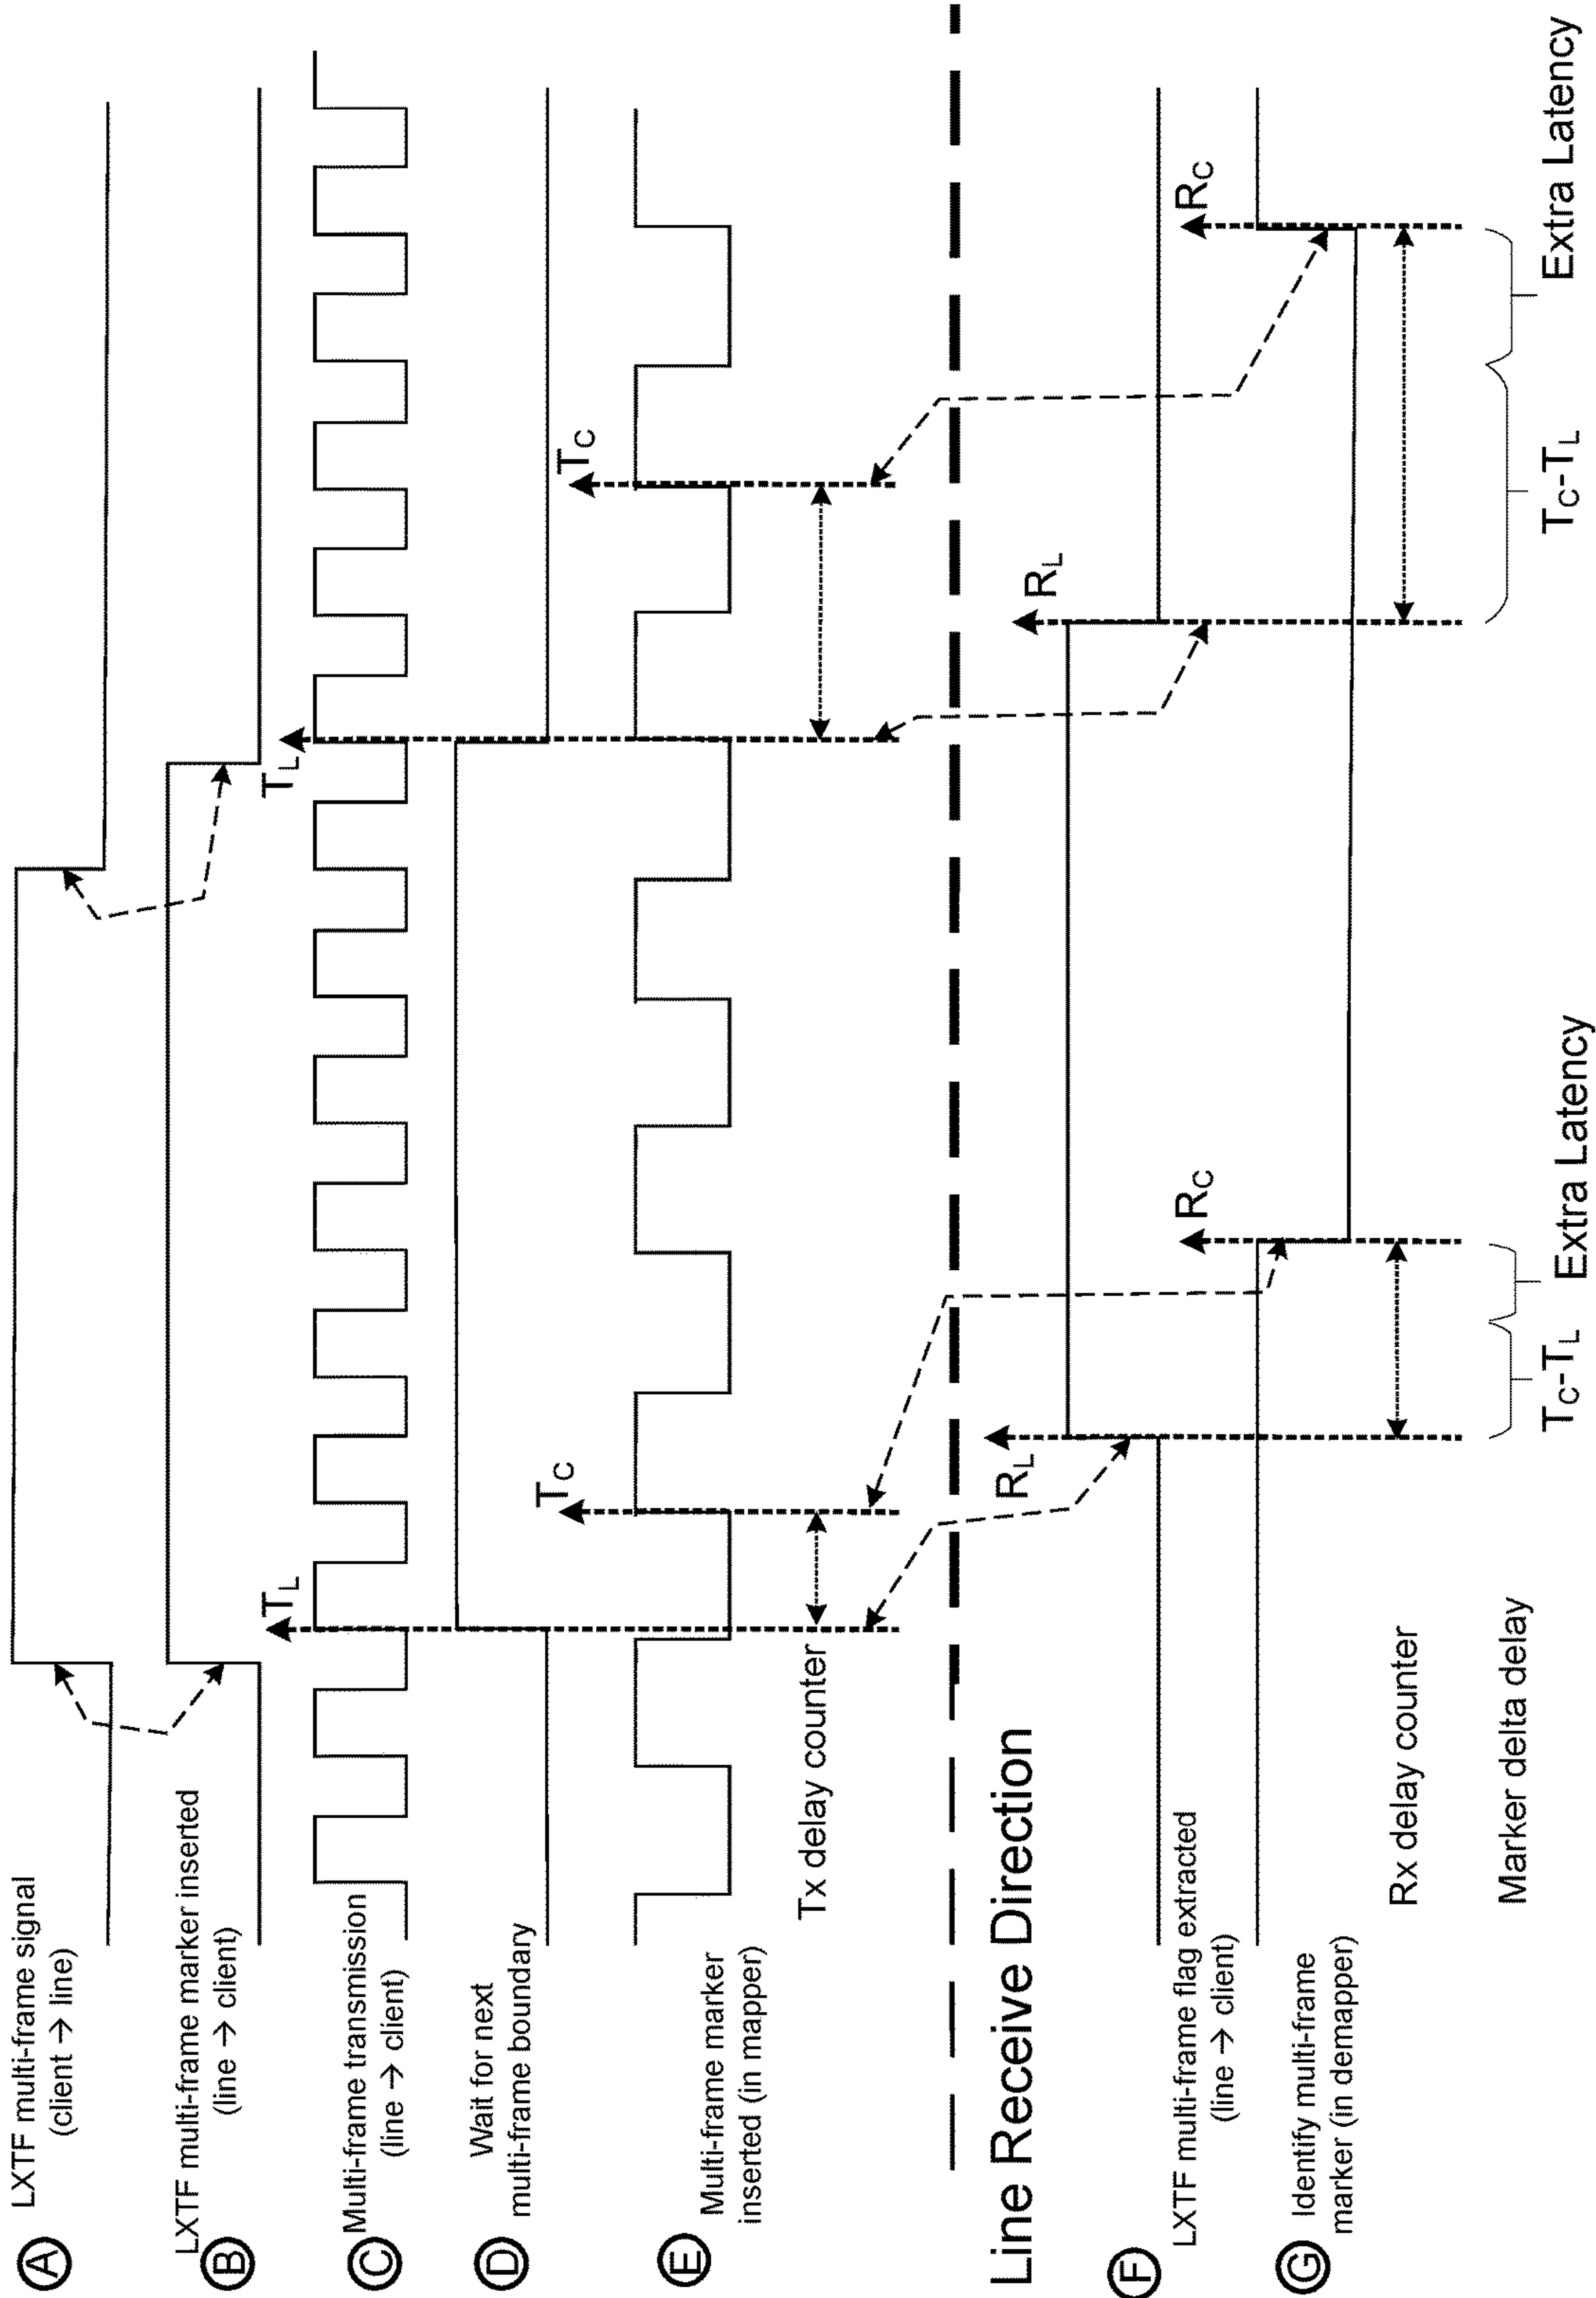 A LXTF multi-frame signal
(client → line)
B LXTF multi-frame marker inserted
(line → client)
C Multi-frame transmission
(line → client)
D Wait for next
multi-frame boundary
E Multi-frame marker
inserted (in mapper)
TL
TL
TC
TC
Tx delay counter
Line Receive Direction
F LXTF multi-frame flag extracted
(line → client)
G Identify multi-frame
marker (in demapper)
RL
RC
RL
RC
Rx delay counter
Marker delta delay
TC-TL
Extra Latency
TC-TL
Extra Latency